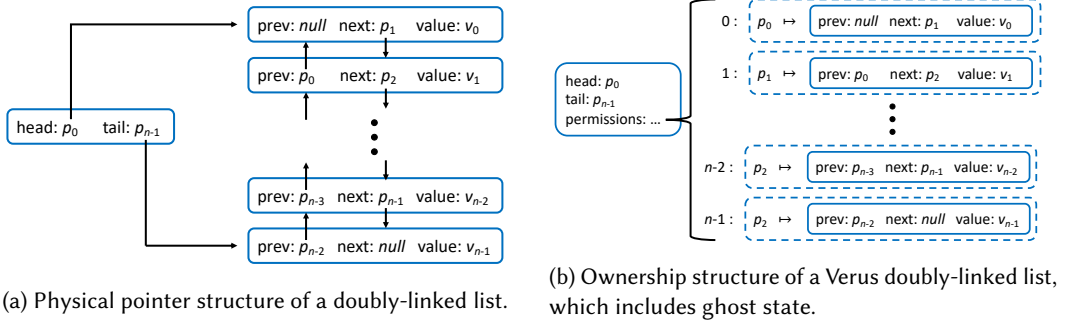 prev: null next: p₁ value: v₀
prev: p₀ next: p₂ value: v₁
head: p₀ tail: pₙ₋₁
prev: pₙ₋₃ next: pₙ₋₁ value: vₙ₋₂
prev: pₙ₋₂ next: null value: vₙ₋₁
(a) Physical pointer structure of a doubly-linked list.
0 : p₀ ↦ prev: null next: p₁ value: v₀
1 : p₁ ↦ prev: p₀ next: p₂ value: v₁
head: p₀
tail: pₙ₋₁
permissions: ...
n-2 : p₂ ↦ prev: pₙ₋₃ next: pₙ₋₁ value: vₙ₋₂
n-1 : p₂ ↦ prev: pₙ₋₂ next: null value: vₙ₋₁
(b) Ownership structure of a Verus doubly-linked list,
which includes ghost state.